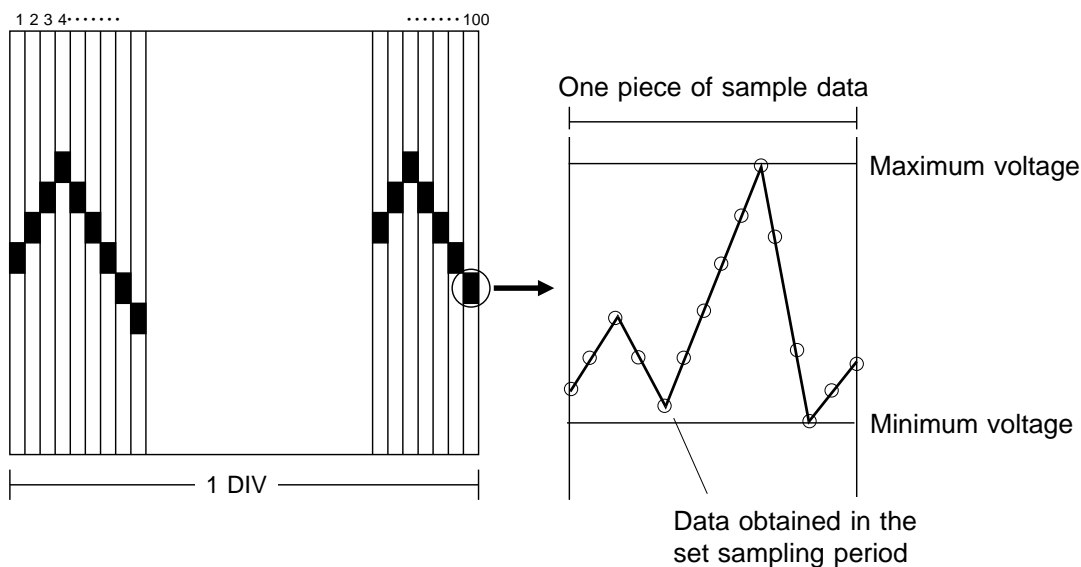 1 2 3 4 ・・・・・・・ ・・・・・・・ 100
One piece of sample data
Maximum voltage
Minimum voltage
1 DIV
Data obtained in the
set sampling period